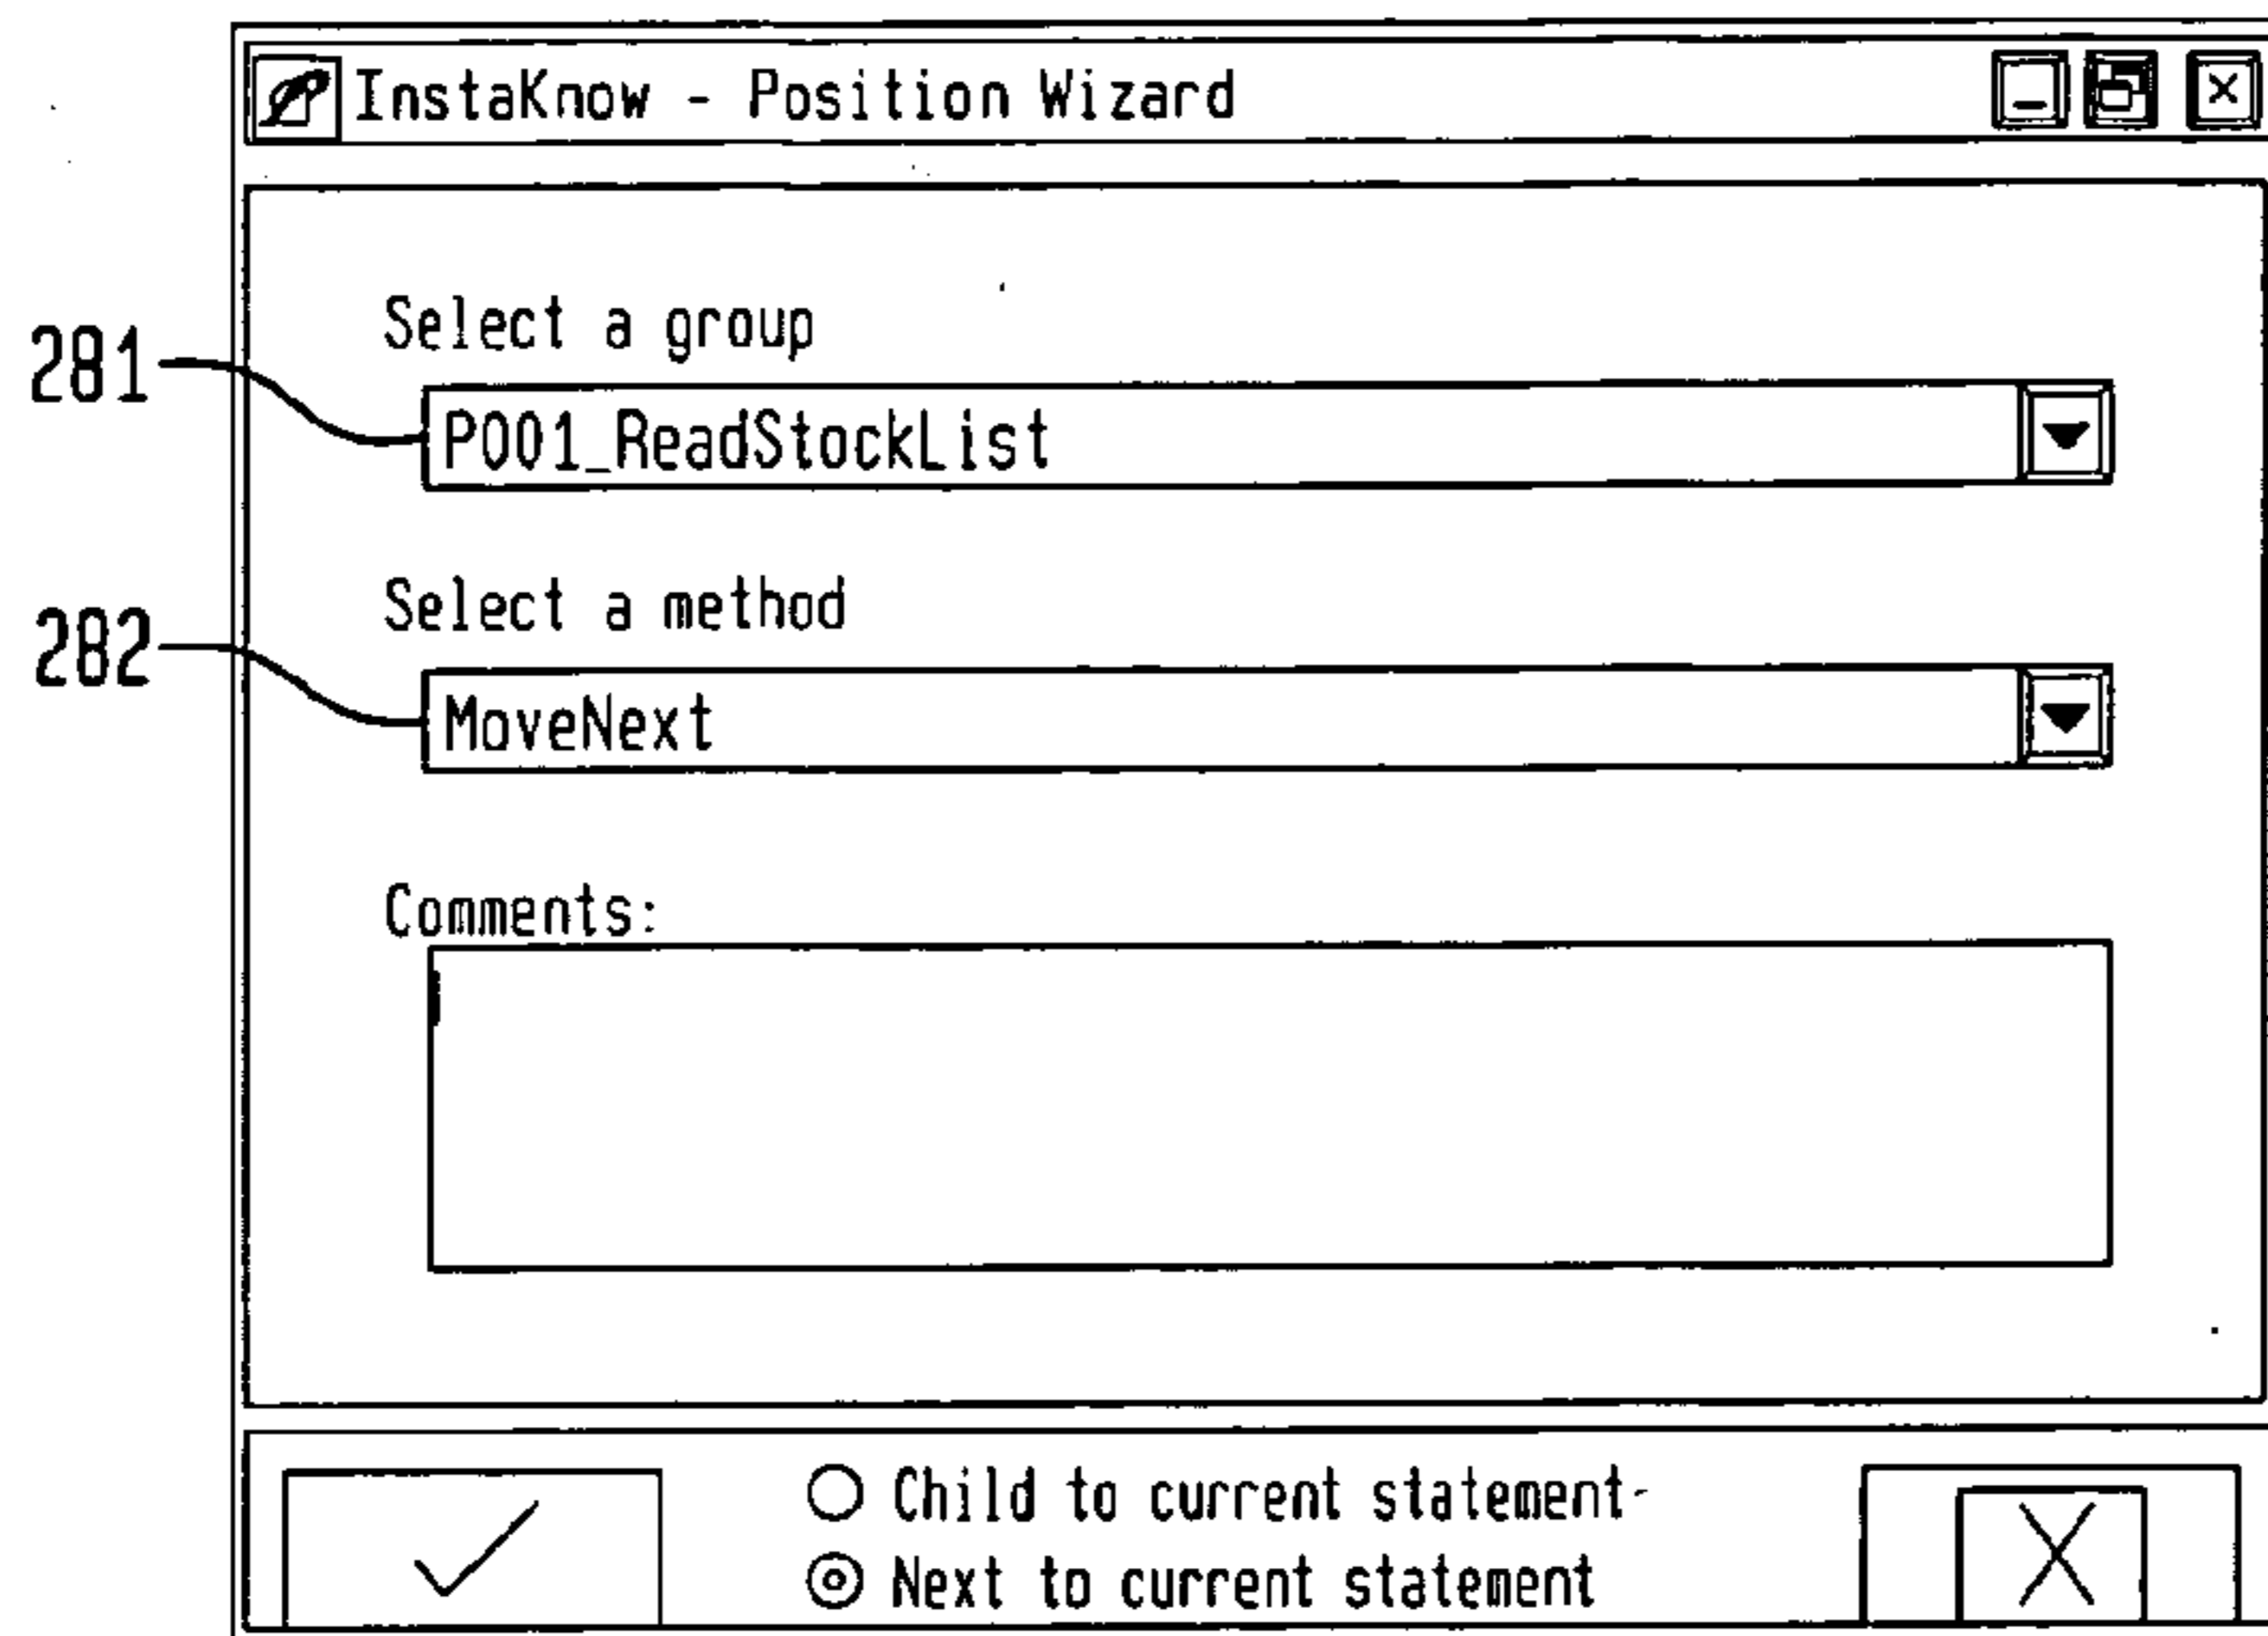 InstaKnow - Position Wizard
Select a group
281
P001_ReadStockList
Select a method
282
MoveNext
Comments:
Child to current statement
Next to current statement